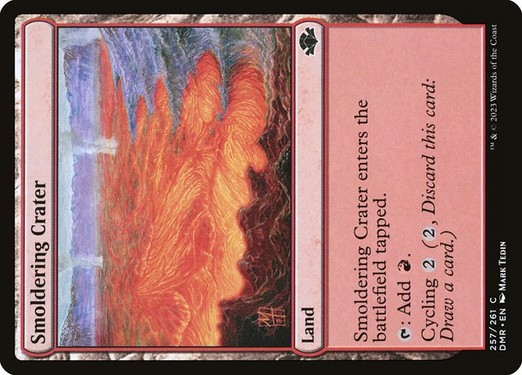 Smoldering Crater
Land
Smoldering Crater enters the
battlefield tapped.
: Add .
Cycling 2 (2, Discard this card:
Draw a card.)
257/261 C
DMR • EN MARK TEDIN
™ & © 2023 Wizards of the Coast